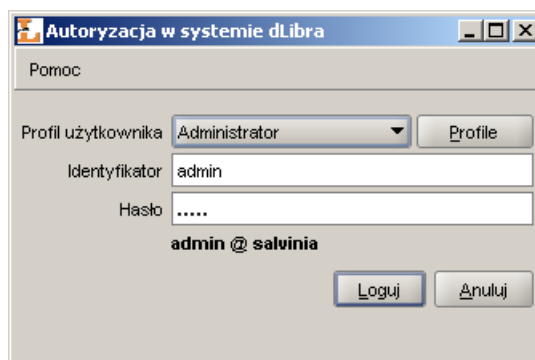 Autoryzacja w systemie dLibra
Pomoc
Profil użytkownika Administrator Profile
Identyfikator admin
Hasło .....
admin @ salvinia
Loguj Anuluj